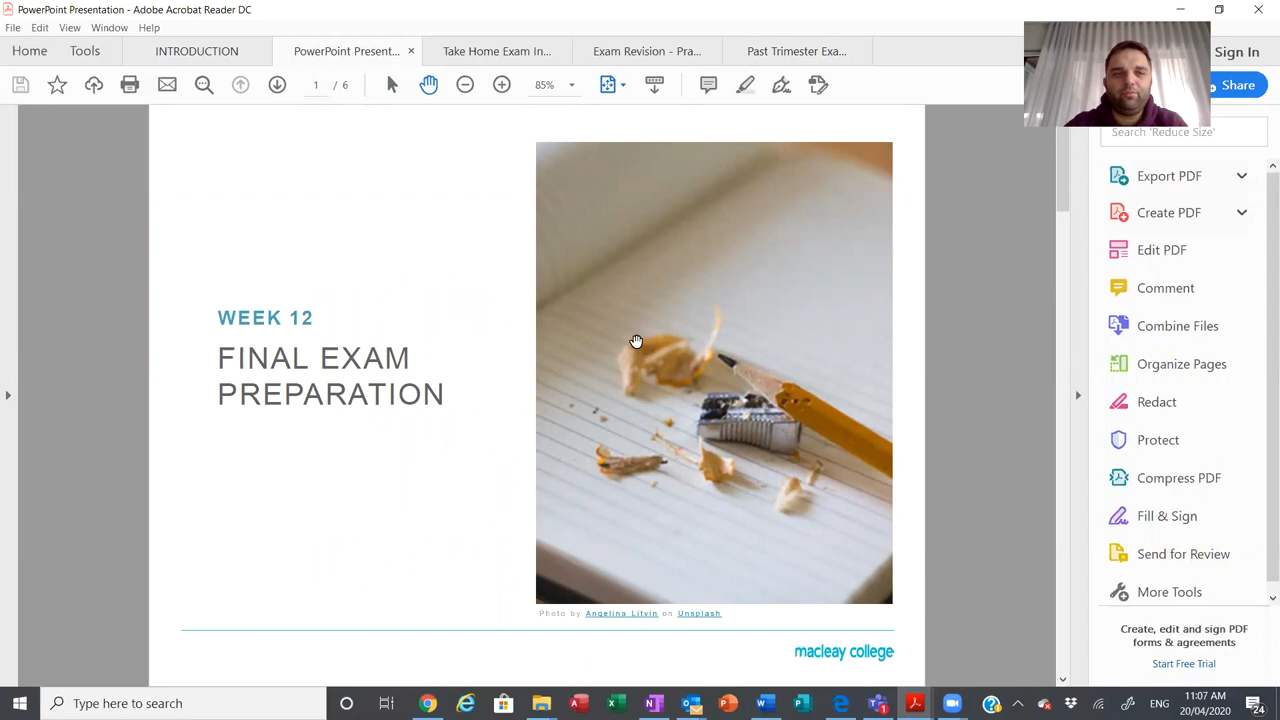 PowerPoint Presentation - Adobe Acrobat Reader DC
File Edit View Window Help
Home Tools INTRODUCTION PowerPoint Present... × Take Home Exam In... Exam Revision - Pra... Past Trimester Exa... Sign In
1 / 6 85% Share
Search 'Reduce Size'
Export PDF
Create PDF
Edit PDF
Comment
Combine Files
Organize Pages
Redact
Protect
Compress PDF
Fill & Sign
Send for Review
More Tools
Create, edit and sign PDF
forms & agreements
Start Free Trial
WEEK 12
FINAL EXAM
PREPARATION
Photo by Angelina Litvin on Unsplash
macleay college
Type here to search
ENG
11:07 AM
20/04/2020
24